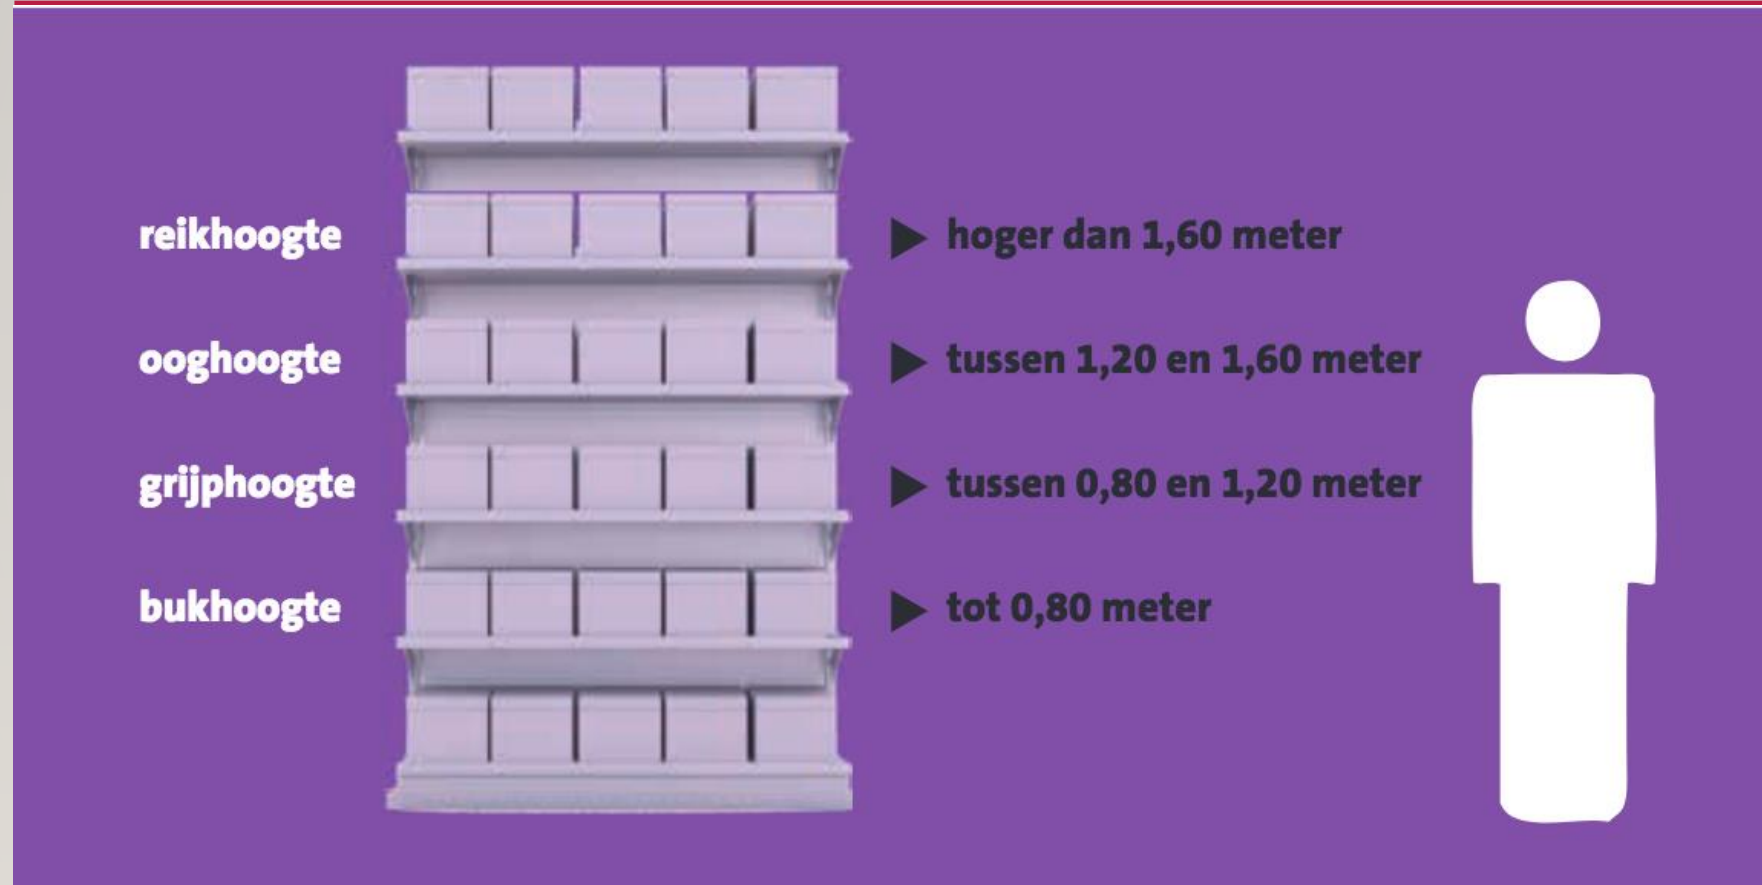 reikhoogte
hoger dan 1,60 meter
ooghoogte
tussen 1,20 en 1,60 meter
grijphoogte
tussen 0,80 en 1,20 meter
bukhoogte
tot 0,80 meter